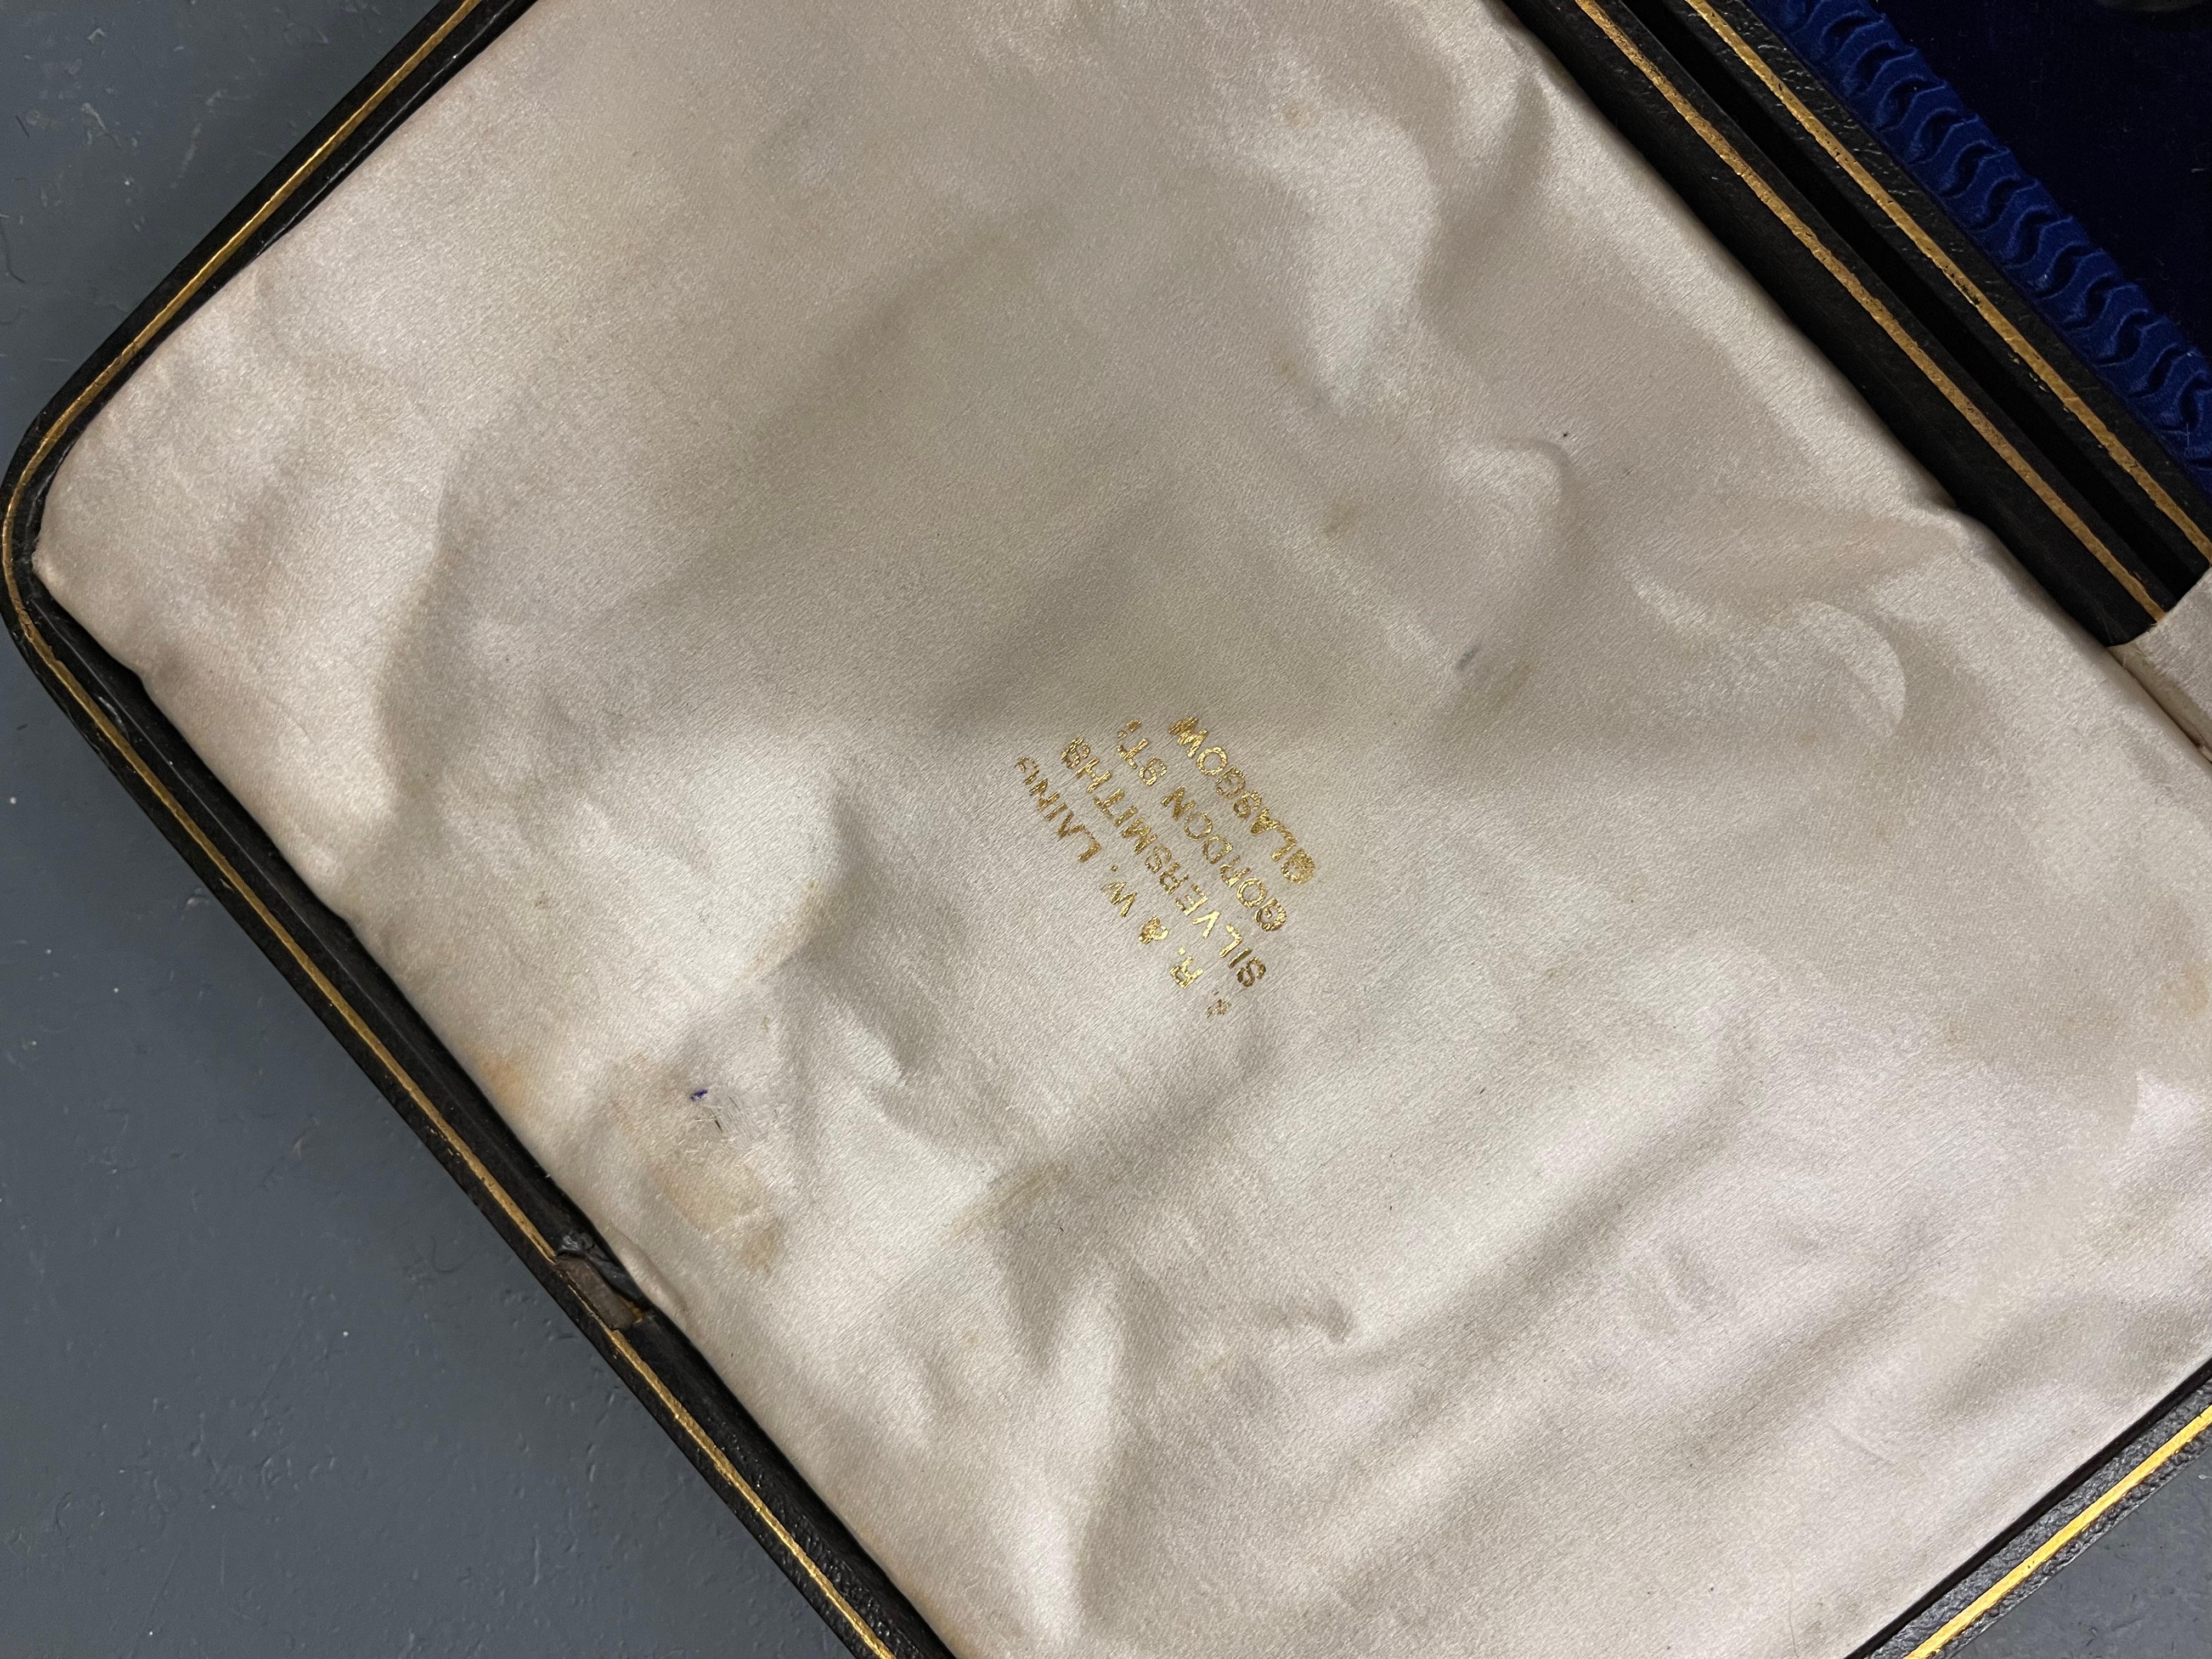 J. R. & W. LAING
SILVERSMITHS
GORDON ST.
GLASGOW